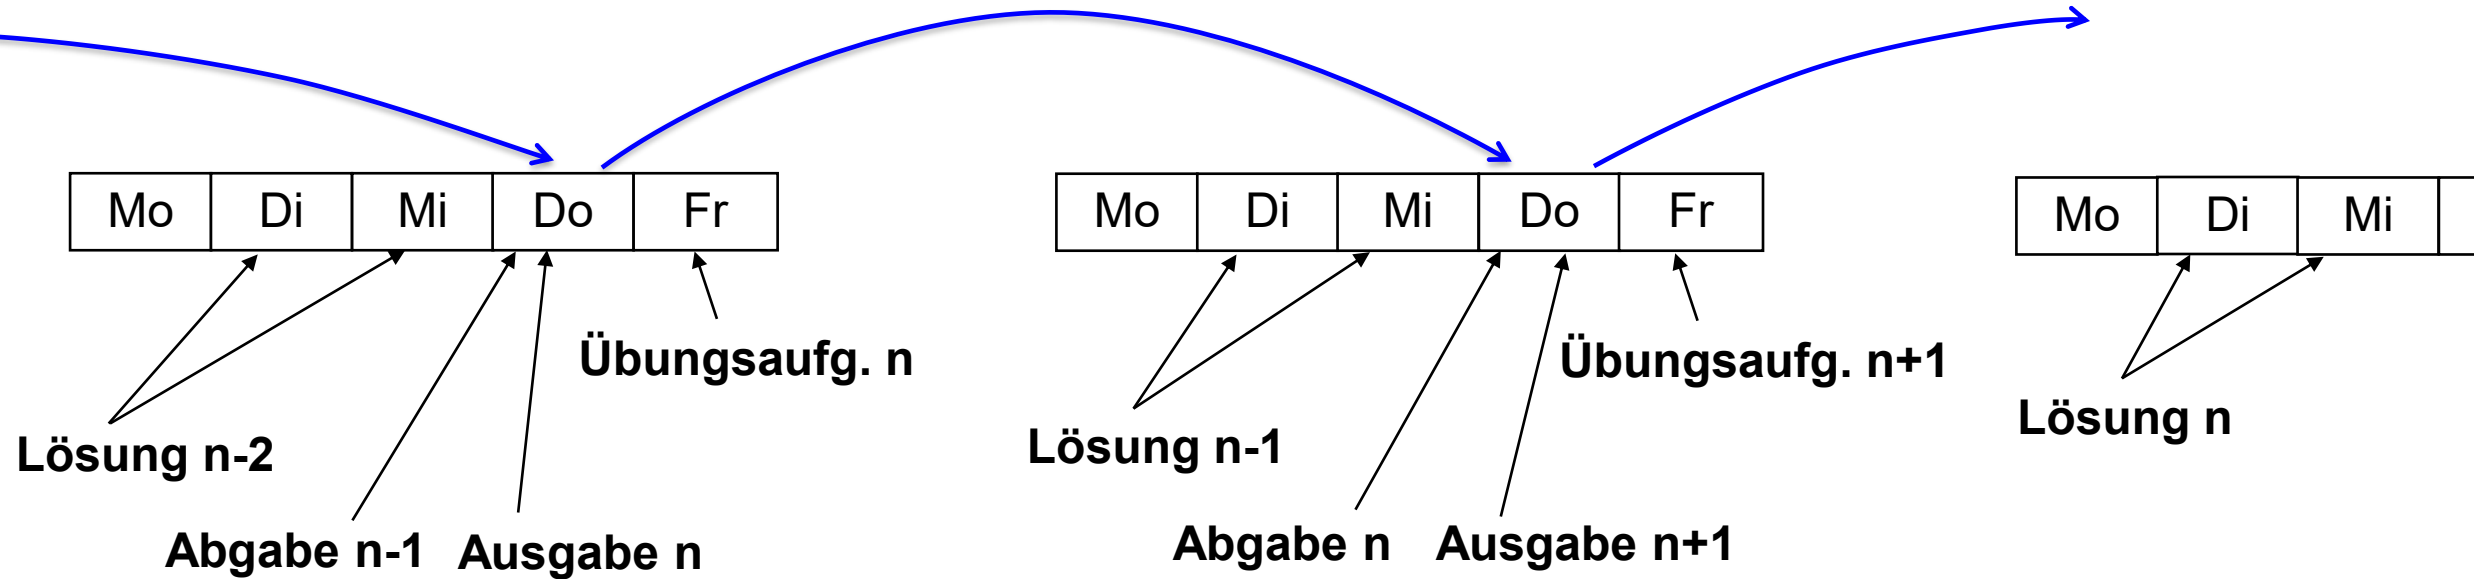 Mo Di Mi Do Fr
Mo Di Mi Do Fr
Mo Di Mi
Übungsaufg. n
Übungsaufg. n+1
Lösung n-2
Lösung n-1
Lösung n
Abgabe n-1
Ausgabe n
Abgabe n
Ausgabe n+1